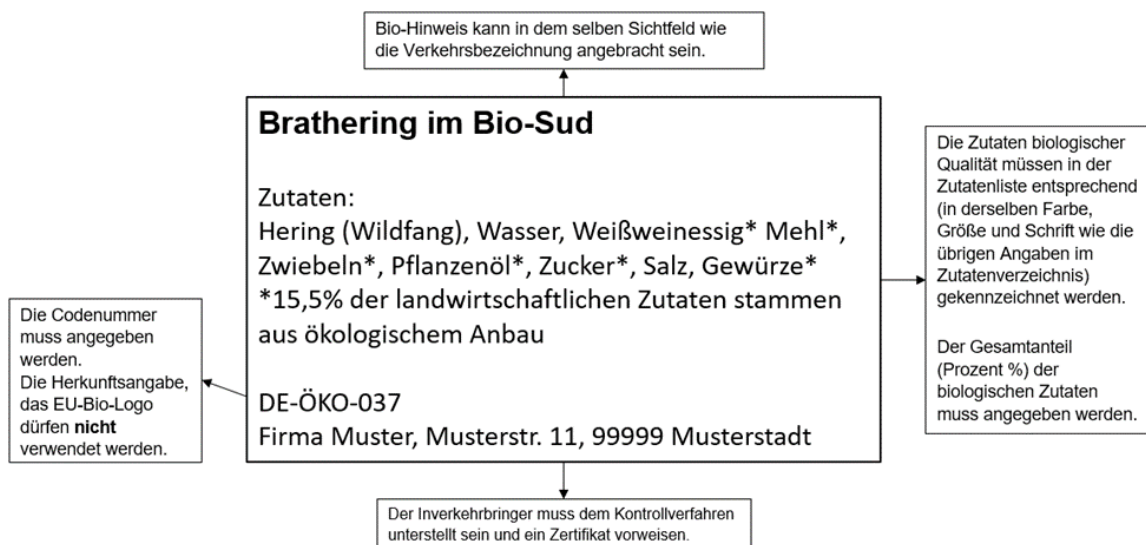 Bio-Hinweis kann in dem selben Sichtfeld wie
die Verkehrsbezeichnung angebracht sein.
Brathering im Bio-Sud
Zutaten:
Hering (Wildfang), Wasser, Weißweinessig* Mehl*,
Zwiebeln*, Pflanzenöl*, Zucker*, Salz, Gewürze*
*15,5% der landwirtschaftlichen Zutaten stammen
aus ökologischem Anbau
DE-ÖKO-037
Firma Muster, Musterstr. 11, 99999 Musterstadt
Die Zutaten biologischer
Qualität müssen in der
Zutatenliste entsprechend
(in derselben Farbe,
Größe und Schrift wie die
übrigen Angaben im
Zutatenverzeichnis)
gekennzeichnet werden.
Der Gesamtanteil
(Prozent %) der
biologischen Zutaten
muss angegeben werden.
Die Codenummer
muss angegeben
werden.
Die Herkunftsangabe,
das EU-Bio-Logo
dürfen nicht
verwendet werden.
Der Inverkehrbringer muss dem Kontrollverfahren
unterstellt sein und ein Zertifikat vorweisen.